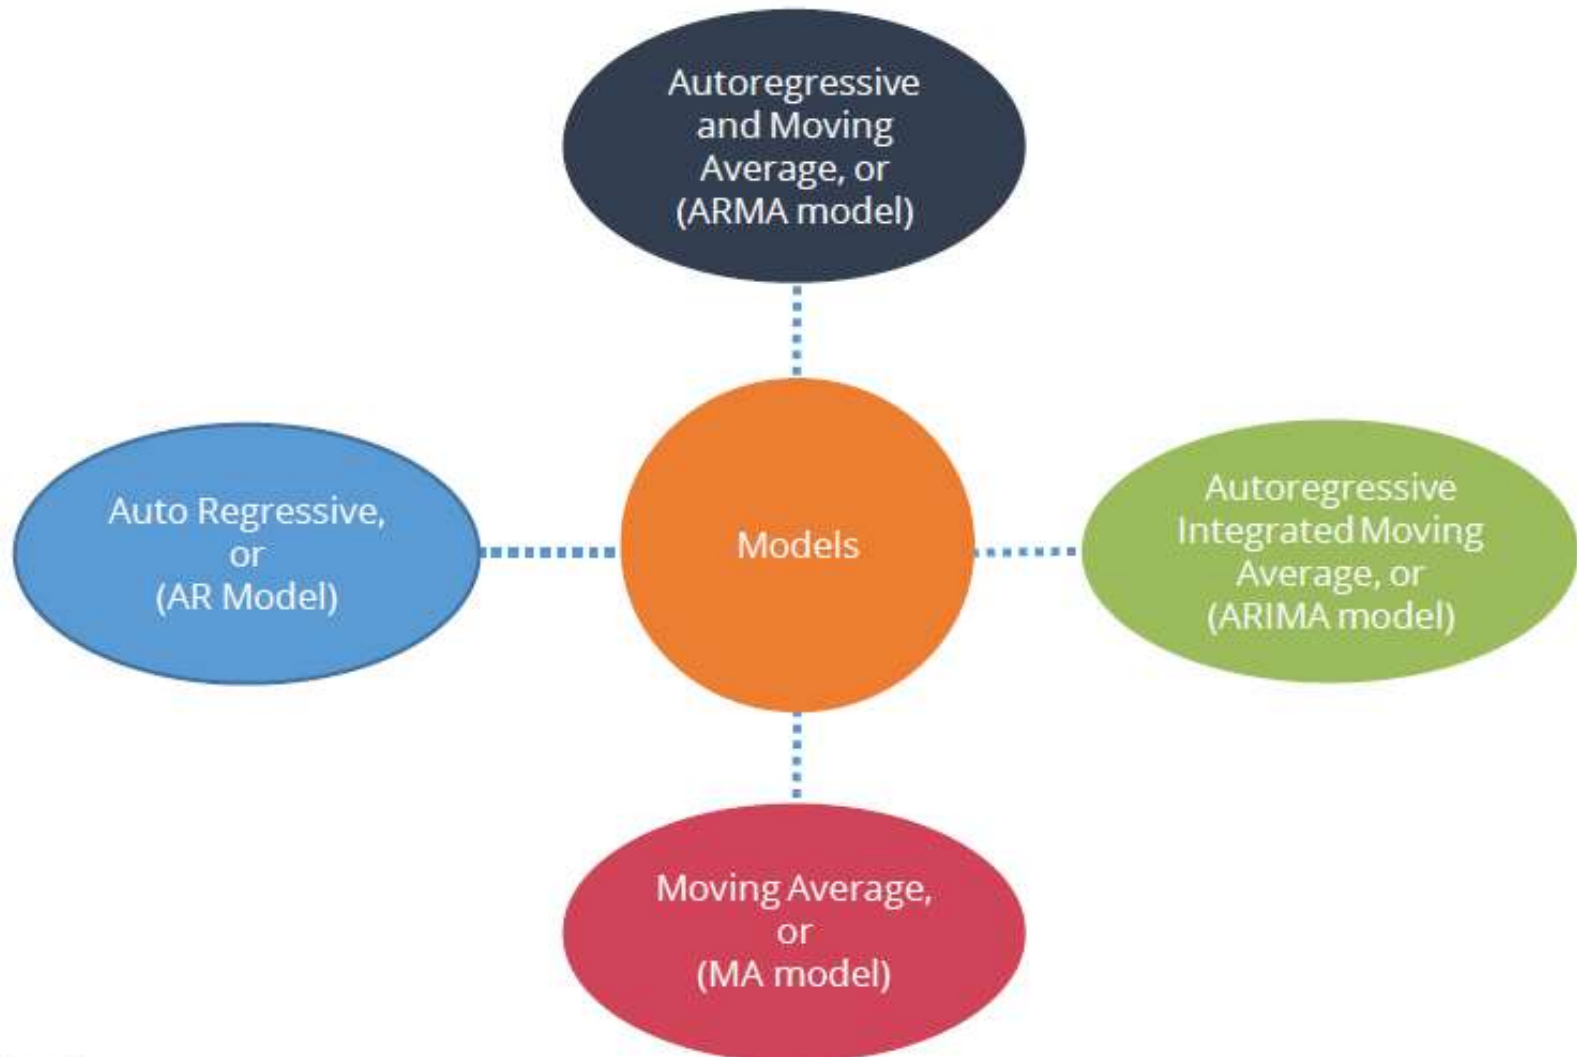 Autoregressive
and Moving
Average, or
(ARMA model)
Auto Regressive,
or
(AR Model)
Models
Autoregressive
Integrated Moving
Average, or
(ARIMA model)
Moving Average,
or
(MA model)